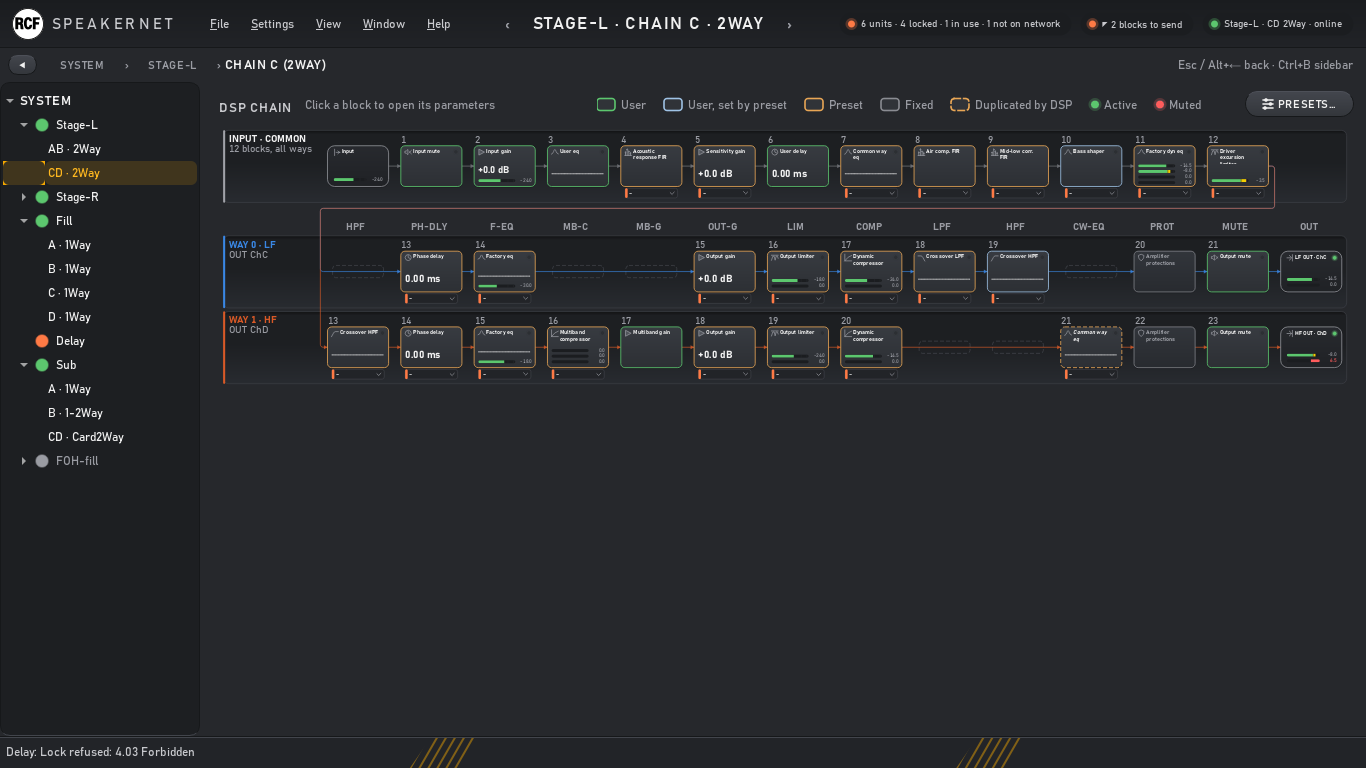 RCF SPEAKERNET
File Settings View Window Help
‹ STAGE-L · CHAIN C · 2WAY ›
6 units · 4 locked · 1 in use · 1 not on network
2 blocks to send
Stage-L · CD 2Way · online
SYSTEM › STAGE-L › CHAIN C (2WAY)
Esc / Alt+← back · Ctrl+B sidebar
SYSTEM
Stage-L
AB · 2Way
CD · 2Way
Stage-R
Fill
A · 1Way
B · 1Way
C · 1Way
D · 1Way
Delay
Sub
A · 1Way
B · 1-2Way
CD · Card2Way
FOH-fill
DSP CHAIN Click a block to open its parameters
User User, set by preset Preset Fixed Duplicated by DSP Active Muted
PRESETS...
INPUT · COMMON
12 blocks, all ways
Input
1
Input mute
2
Input gain
+0.0 dB
3
User eq
4
Acoustic response FIR
5
Sensitivity gain
+0.0 dB
6
User delay
0.00 ms
7
Common way eq
8
Air comp. FIR
9
Mid-low corr. FIR
10
Bass shaper
11
Factory dyn eq
12
Driver excursion
HPF PH-DLY F-EQ MB-C MB-G OUT-G LIM COMP LPF HPF CW-EQ PROT MUTE OUT
WAY 0 · LF
OUT ChC
13
Phase delay
0.00 ms
14
Factory eq
15
Output gain
+0.0 dB
16
Output limiter
17
Dynamic compressor
18
Crossover LPF
19
Crossover HPF
20
Amplifier protections
21
Output mute
LF OUT · ChC
WAY 1 · HF
OUT ChD
13
Crossover HPF
14
Phase delay
0.00 ms
15
Factory eq
16
Multiband compressor
17
Multiband gain
18
Output gain
+0.0 dB
19
Output limiter
20
Dynamic compressor
21
Common way eq
22
Amplifier protections
23
Output mute
HF OUT · ChD
Delay: Lock refused: 4.03 Forbidden